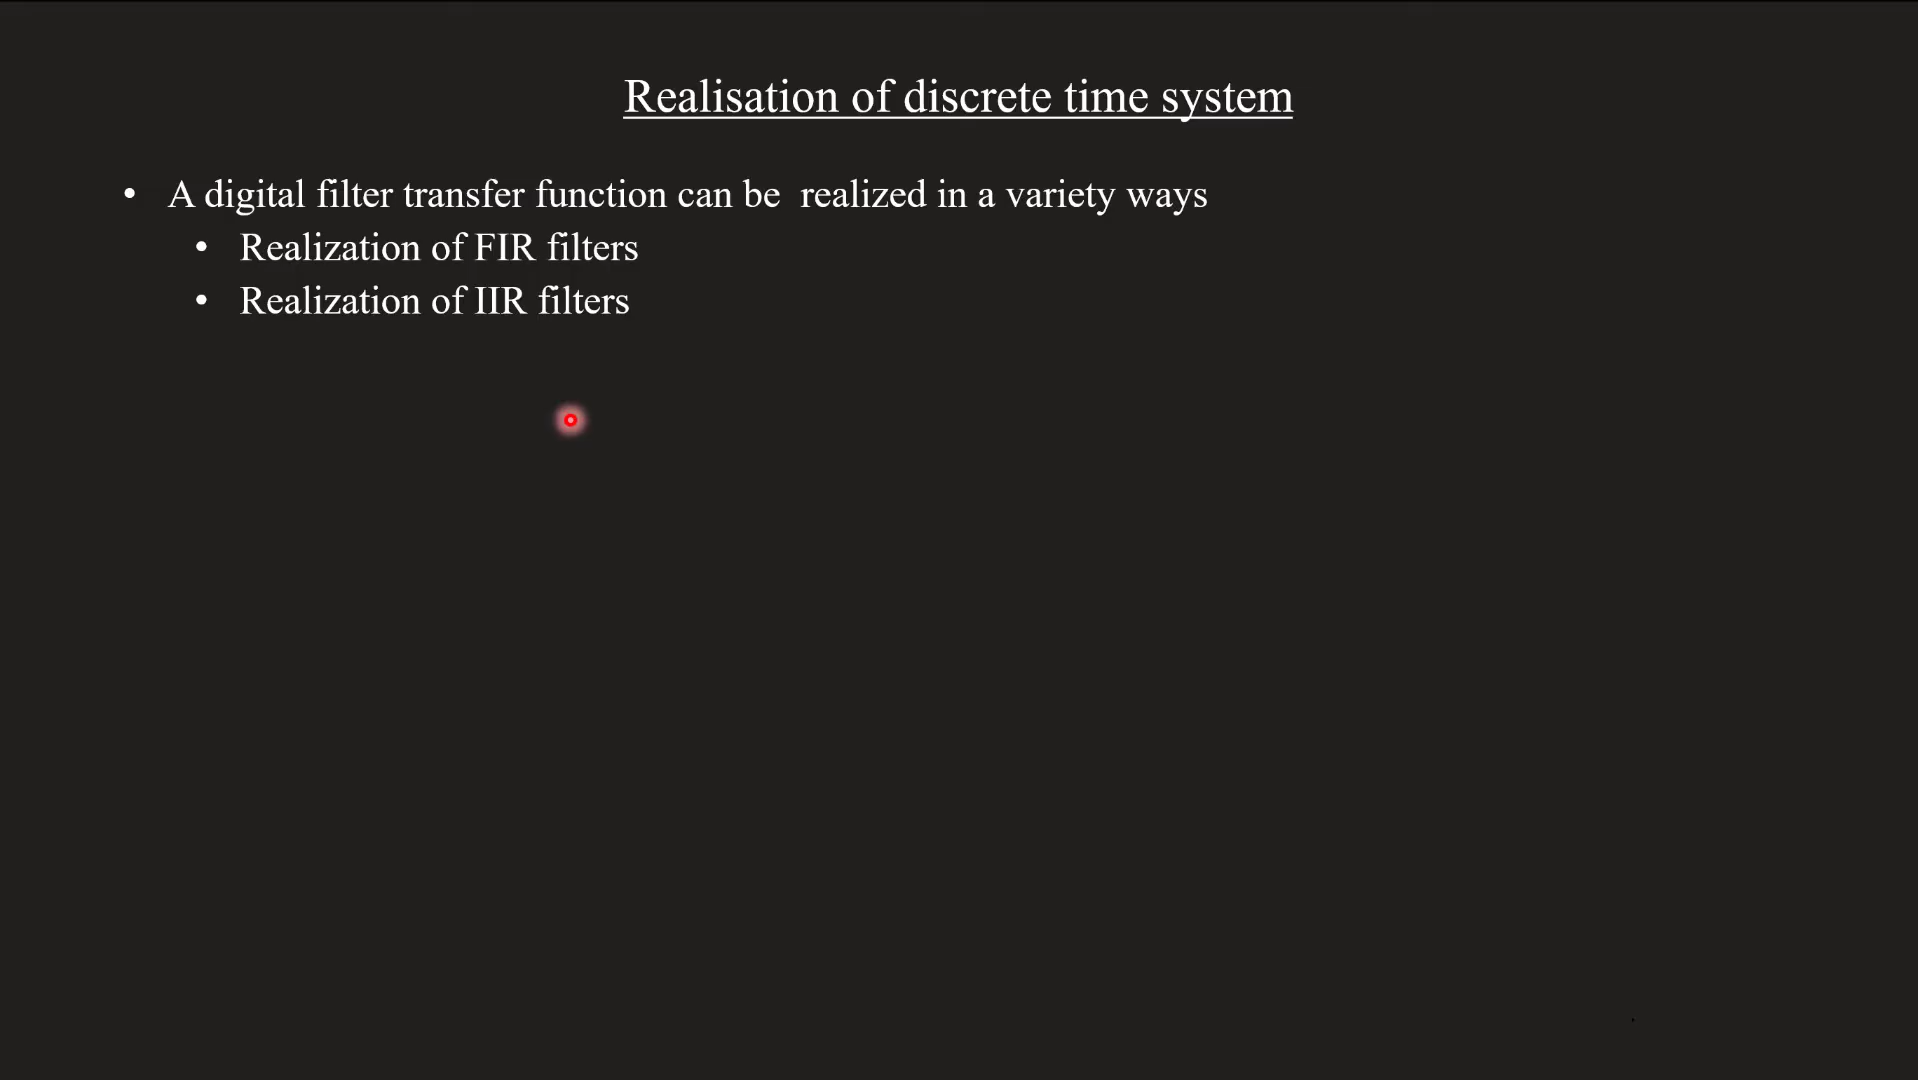 Realisation of discrete time system
• A digital filter transfer function can be  realized in a variety ways
• Realization of FIR filters
• Realization of IIR filters